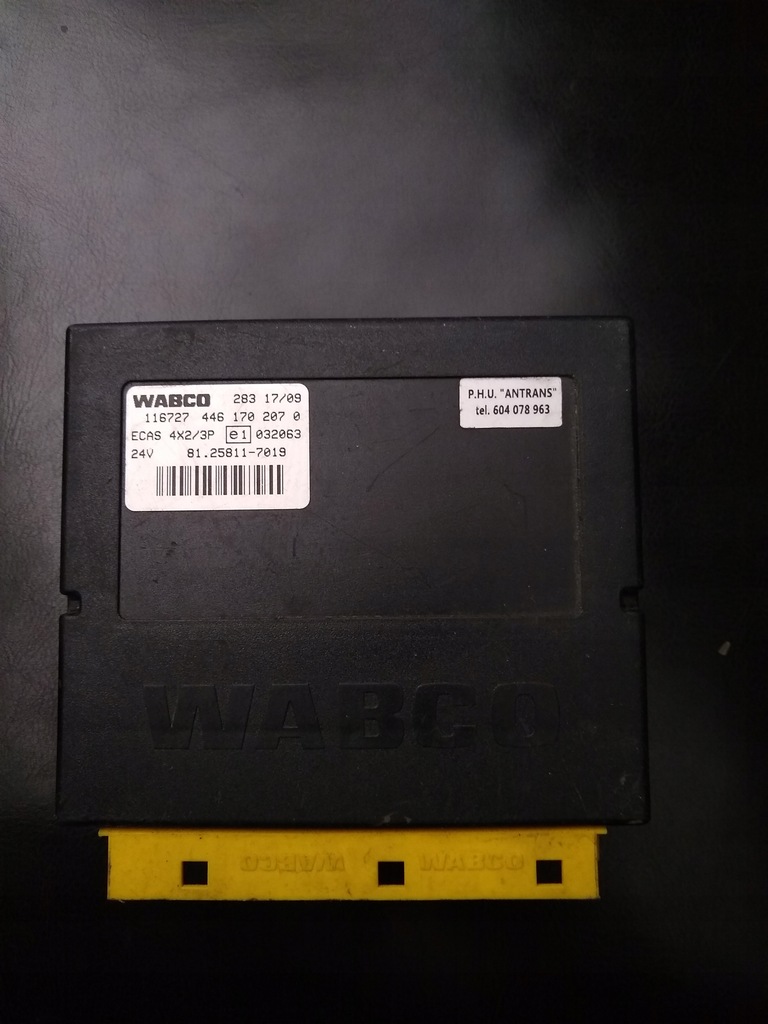 WABCO 283 17/09
116727 446 170 207 0
ECAS 4X2/3P e1 032063
24V 81.25811-7019
P.H.U. "ANTRANS"
tel. 604 078 963
WABCO
WABCO WABCO